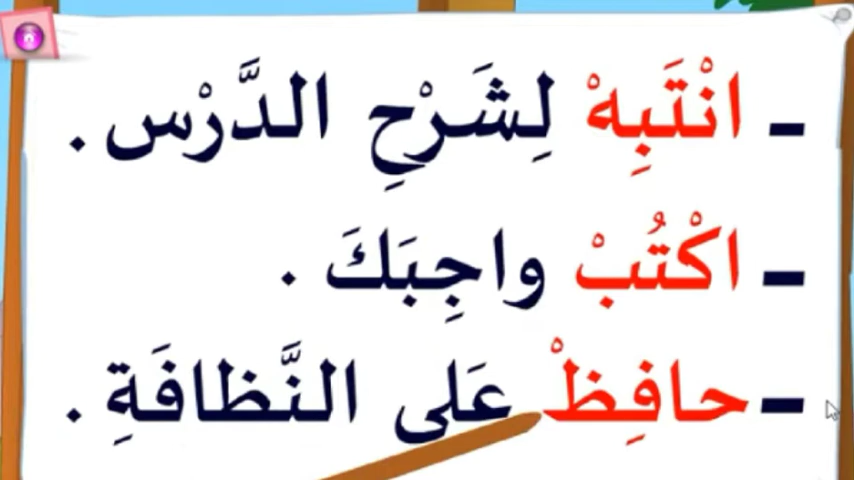 - انْتَبِهْ لِشَرْحِ الدَّرْس .
- اكْتُبْ واجِبَكَ .
- حافِظْ عَلى النَّظافَةِ .